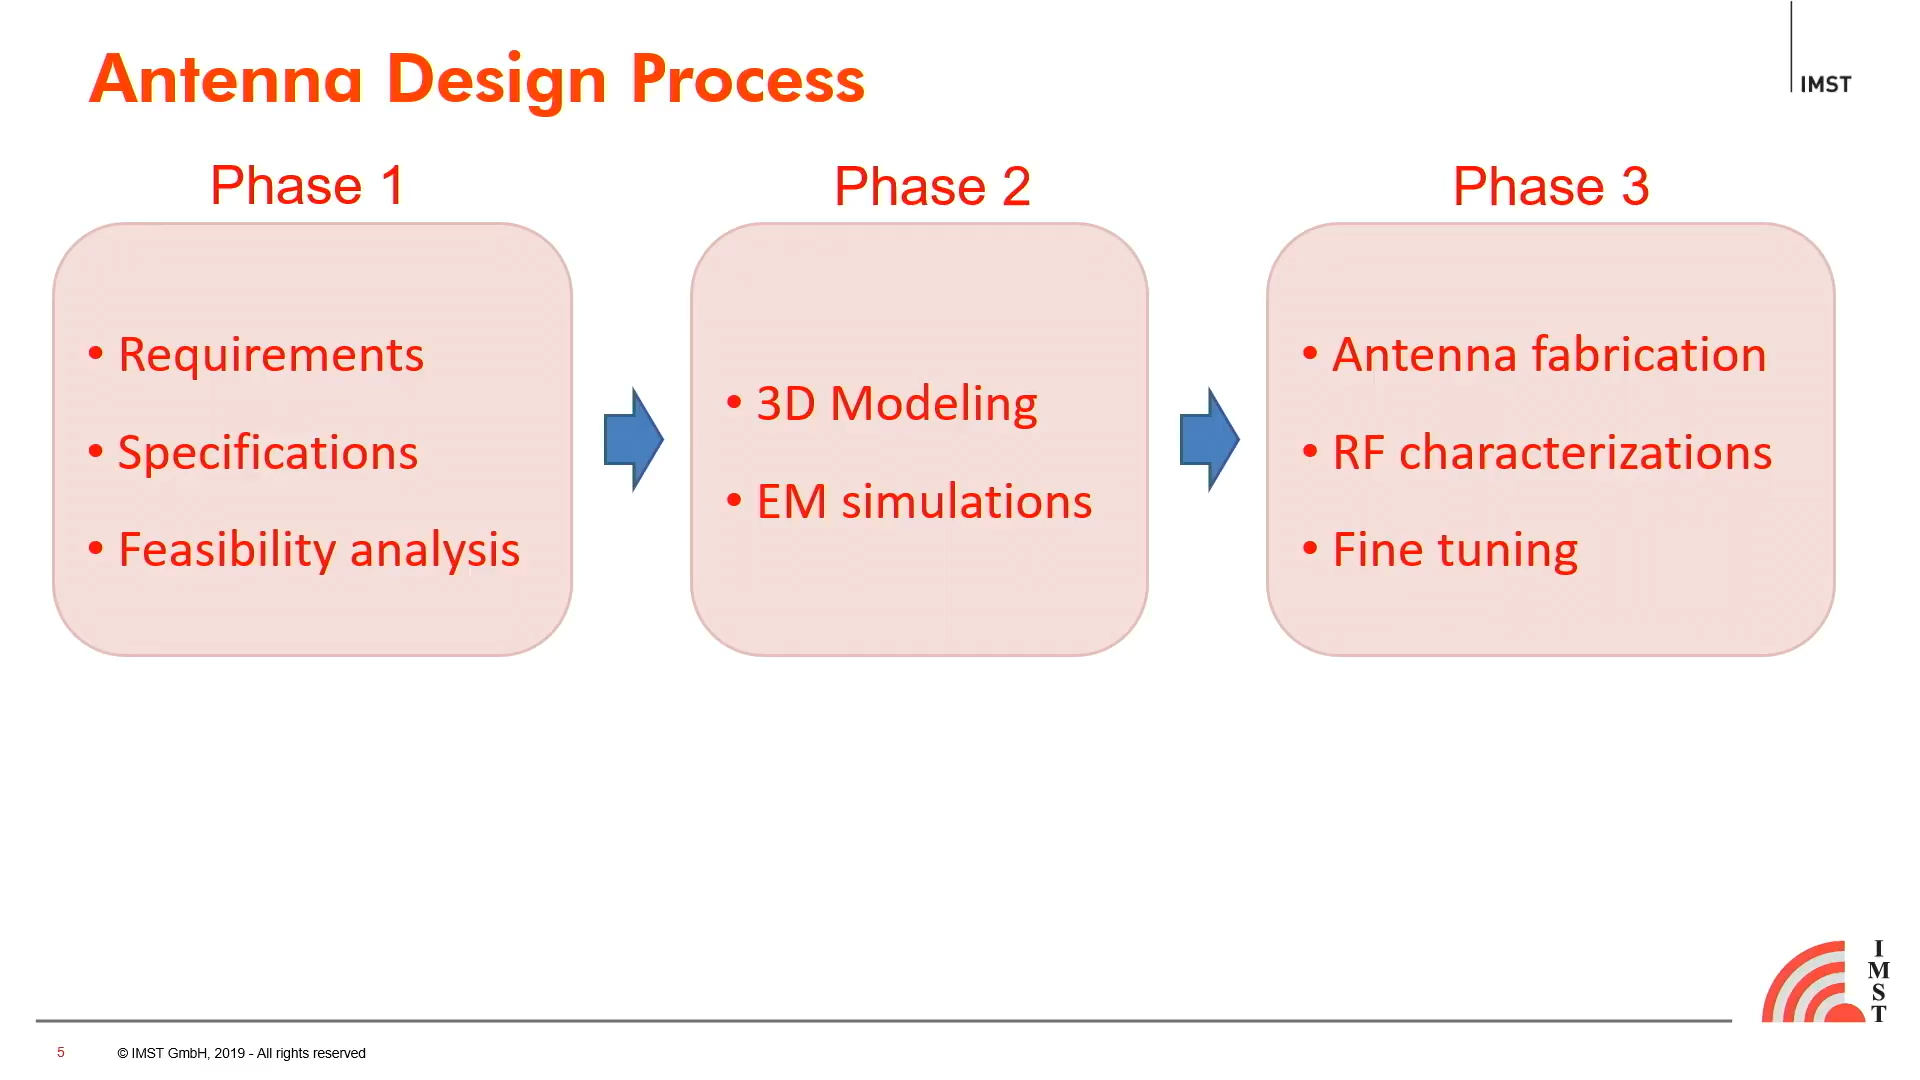 Antenna Design Process
IMST
Phase 1
• Requirements
• Specifications
• Feasibility analysis
Phase 2
• 3D Modeling
• EM simulations
Phase 3
• Antenna fabrication
• RF characterizations
• Fine tuning
I
M
S
T
5
© IMST GmbH, 2019 - All rights reserved